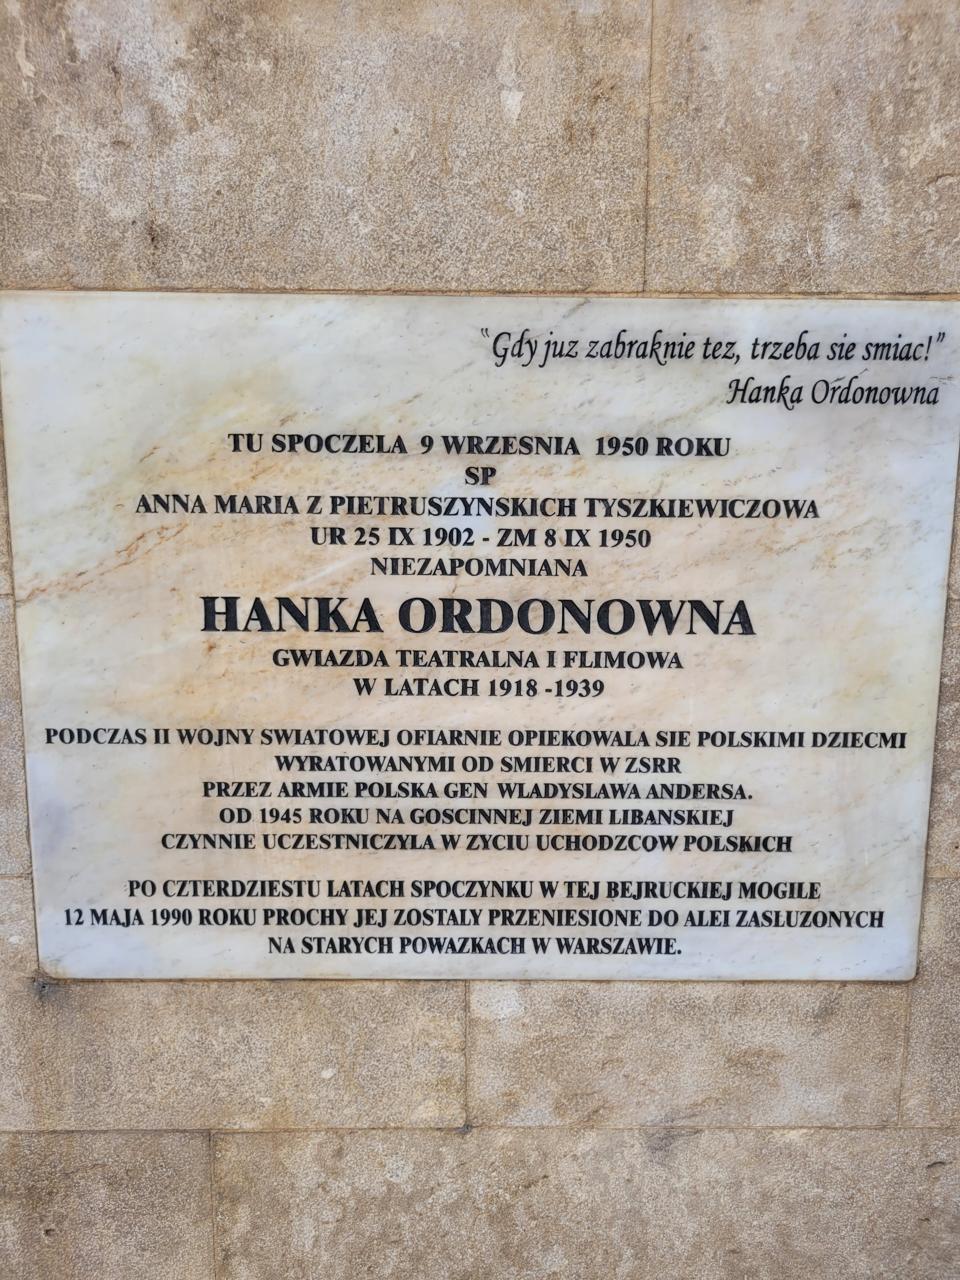 “Gdy juz zabraknie tez, trzeba sie smiac!”
Hanka Ordonowna
TU SPOCZELA 9 WRZESNIA 1950 ROKU
SP
ANNA MARIA Z PIETRUSZYNSKICH TYSZKIEWICZOWA
UR 25 IX 1902 - ZM 8 IX 1950
NIEZAPOMNIANA
HANKA ORDONOWNA
GWIAZDA TEATRALNA I FLIMOWA
W LATACH 1918 -1939
PODCZAS II WOJNY SWIATOWEJ OFIARNIE OPIEKOWALA SIE POLSKIMI DZIECMI
WYRATOWANYMI OD SMIERCI W ZSRR
PRZEZ ARMIE POLSKA GEN WLADYSLAWA ANDERSA.
OD 1945 ROKU NA GOSCINNEJ ZIEMI LIBANSKIEJ
CZYNNIE UCZESTNICZYLA W ZYCIU UCHODZCOW POLSKICH
PO CZTERDZIESTU LATACH SPOCZYNKU W TEJ BEJRUCKIEJ MOGILE
12 MAJA 1990 ROKU PROCHY JEJ ZOSTALY PRZENIESIONE DO ALEI ZASLUZONYCH
NA STARYCH POWAZKACH W WARSZAWIE.